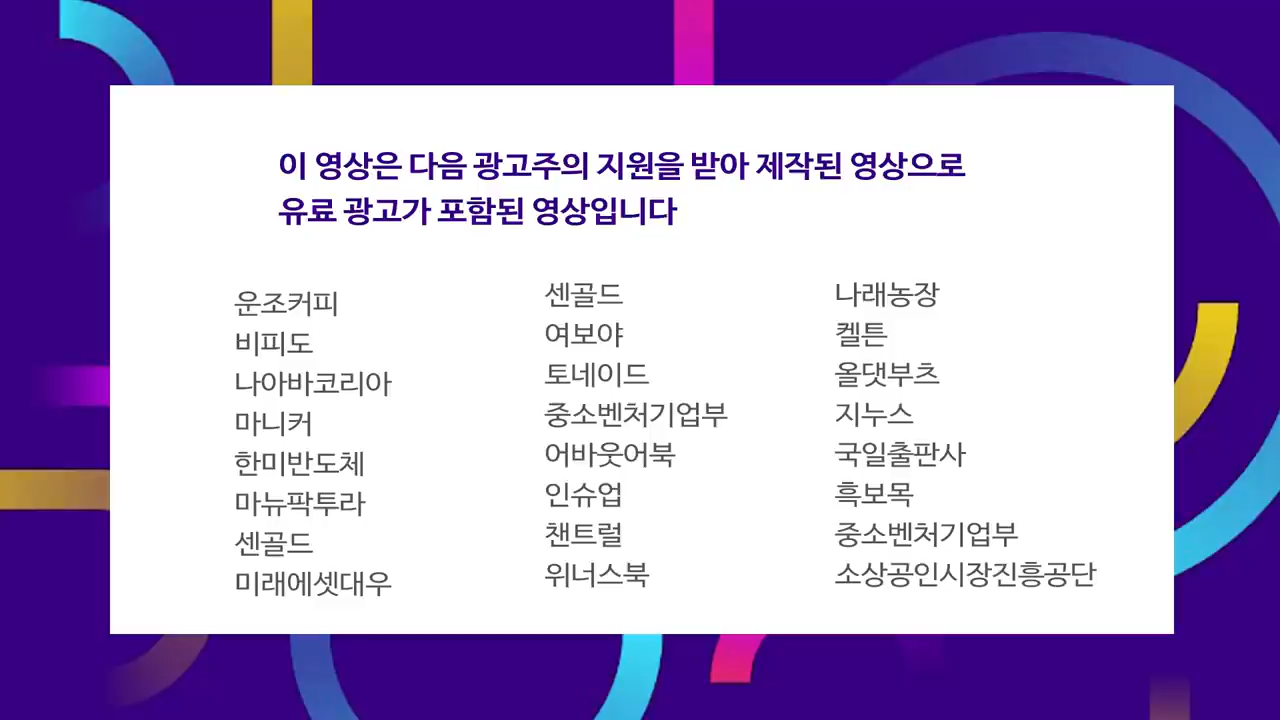 이 영상은 다음 광고주의 지원을 받아 제작된 영상으로
유료 광고가 포함된 영상입니다
운조커피
비피도
나아바코리아
마니커
한미반도체
마뉴팍투라
센골드
미래에셋대우
센골드
여보야
토네이드
중소벤처기업부
어바웃어북
인슈업
챈트럴
위너스북
나래농장
켈튼
올댓부츠
지누스
국일출판사
흑보목
중소벤처기업부
소상공인시장진흥공단